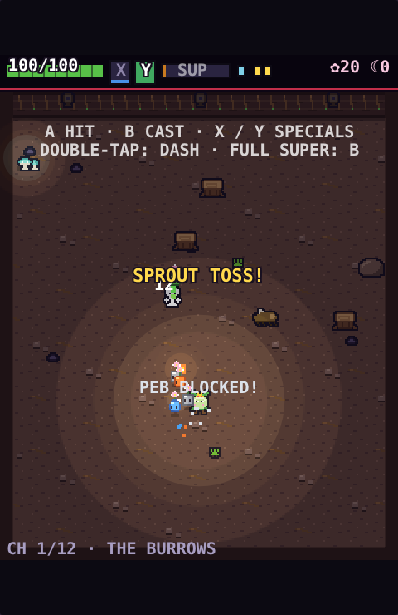 100/100 X Y SUP ✿20 ☾0
A HIT · B CAST · X / Y SPECIALS
DOUBLE-TAP: DASH · FULL SUPER: B
SPROUT TOSS!
PEB BLOCKED!
CH 1/12 · THE BURROWS